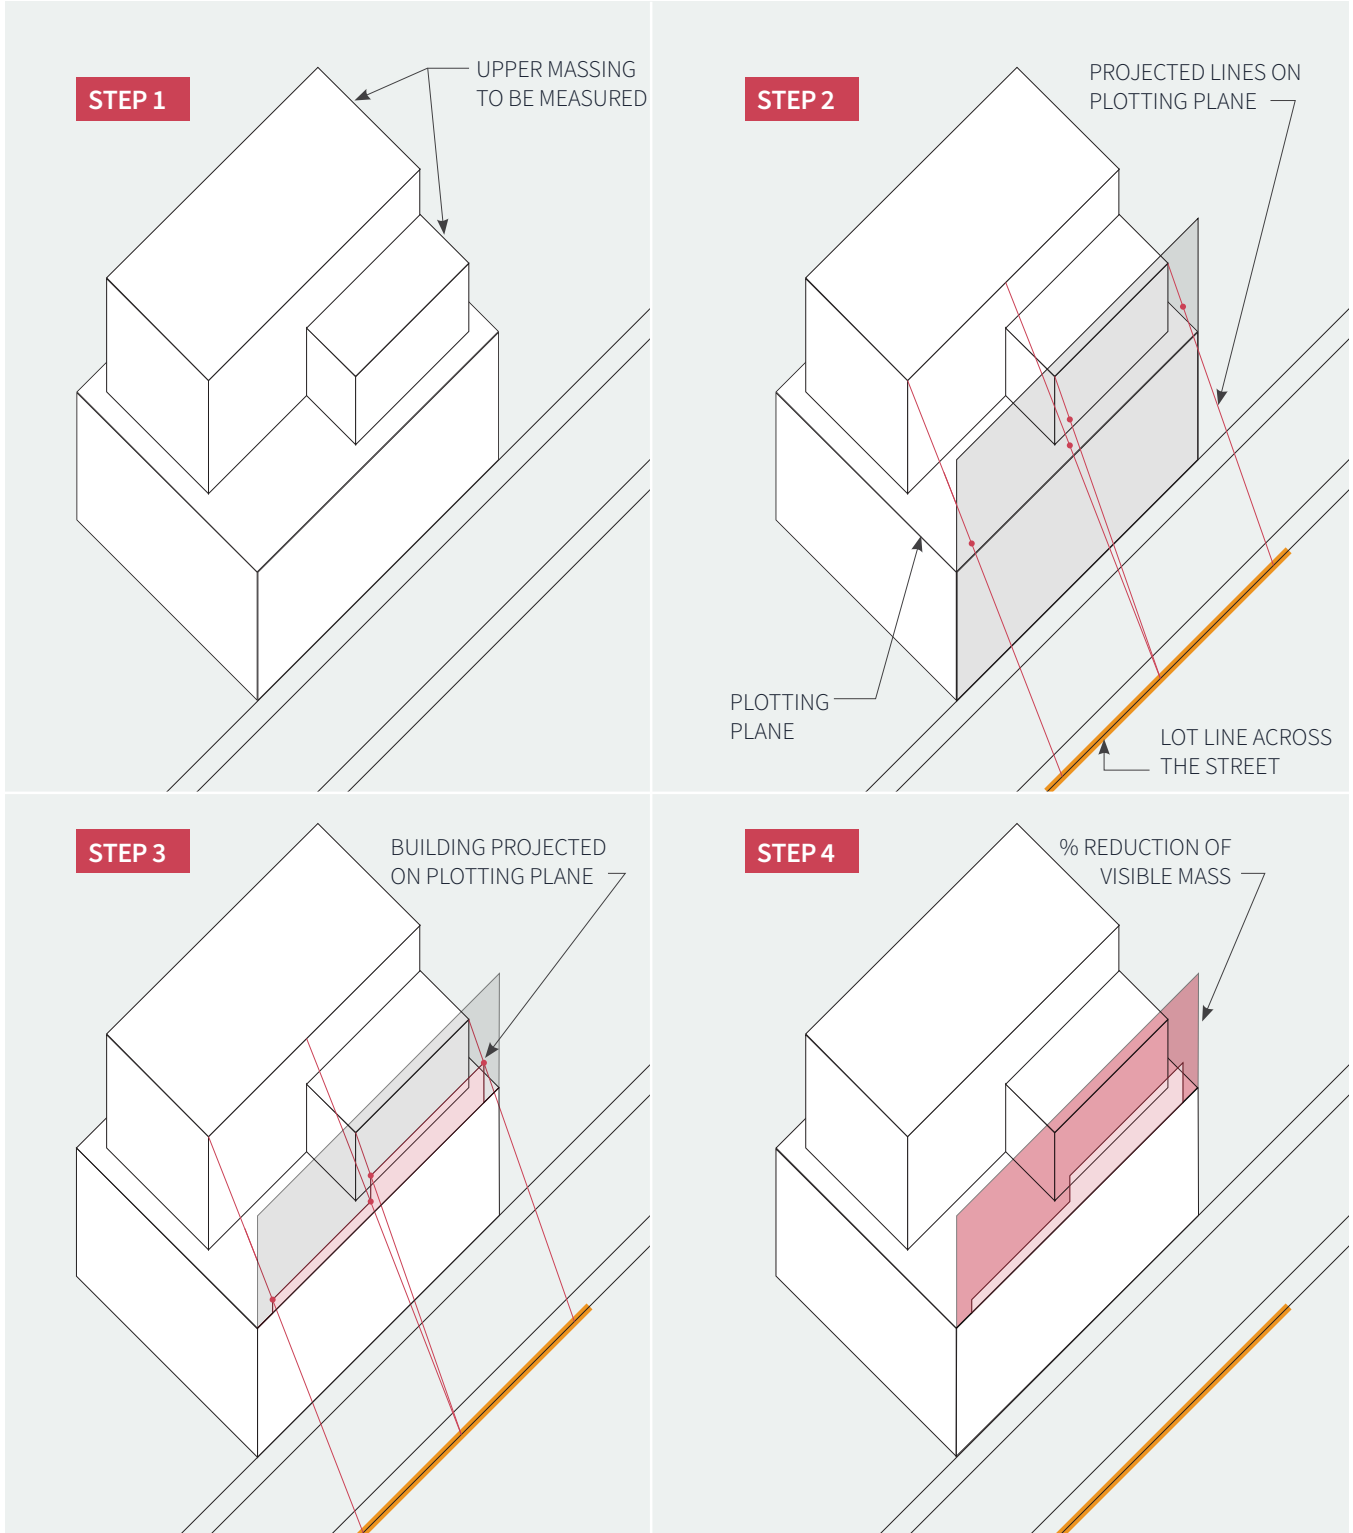 STEP 1
UPPER MASSING
TO BE MEASURED
STEP 2
PROJECTED LINES ON
PLOTTING PLANE
PLOTTING
PLANE
LOT LINE ACROSS
THE STREET
STEP 3
BUILDING PROJECTED
ON PLOTTING PLANE
STEP 4
% REDUCTION OF
VISIBLE MASS